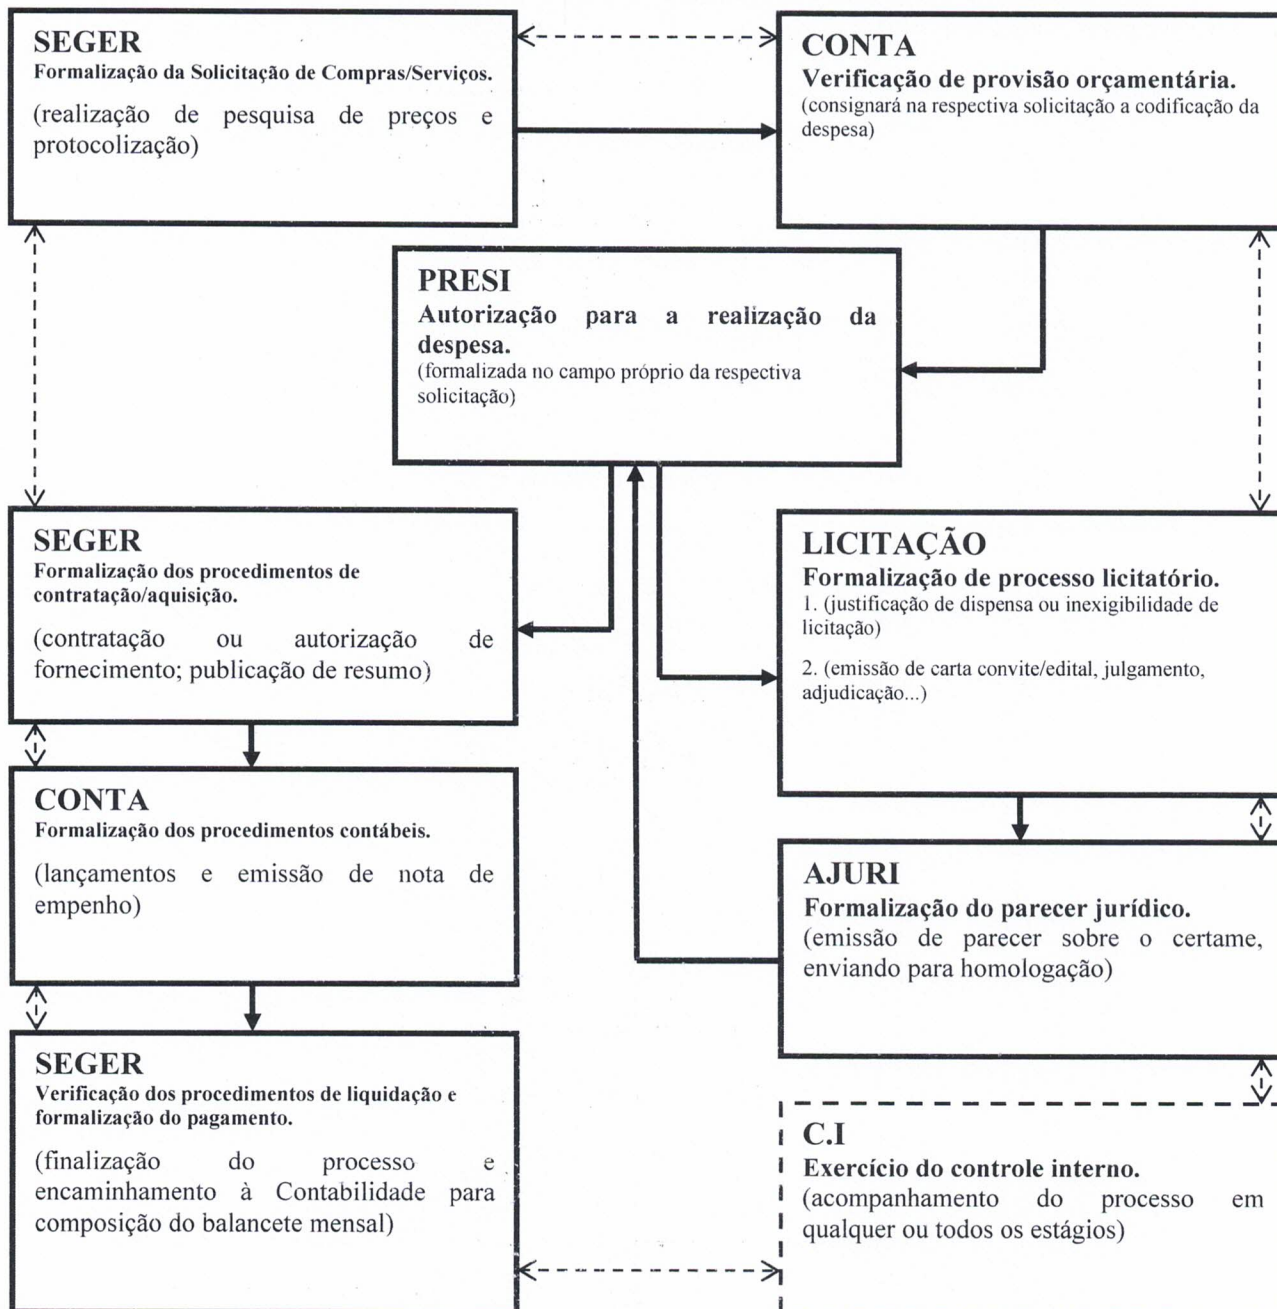 SEGER
Formalização da Solicitação de Compras/Serviços.
(realização de pesquisa de preços e
protocolização)
CONTA
Verificação de provisão orçamentária.
(consignará na respectiva solicitação a codificação da
despesa)
PRESI
Autorização para a realização da
despesa.
(formalizada no campo próprio da respectiva
solicitação)
SEGER
Formalização dos procedimentos de
contratação/aquisição.
(contratação ou autorização de
fornecimento; publicação de resumo)
LICITAÇÃO
Formalização de processo licitatório.
1. (justificação de dispensa ou inexigibilidade de
licitação)
2. (emissão de carta convite/edital, julgamento,
adjudicação...)
CONTA
Formalização dos procedimentos contábeis.
(lançamentos e emissão de nota de
empenho)
AJURI
Formalização do parecer jurídico.
(emissão de parecer sobre o certame,
enviando para homologação)
SEGER
Verificação dos procedimentos de liquidação e
formalização do pagamento.
(finalização do processo e
encaminhamento à Contabilidade para
composição do balancete mensal)
C.I
Exercício do controle interno.
(acompanhamento do processo em
qualquer ou todos os estágios)